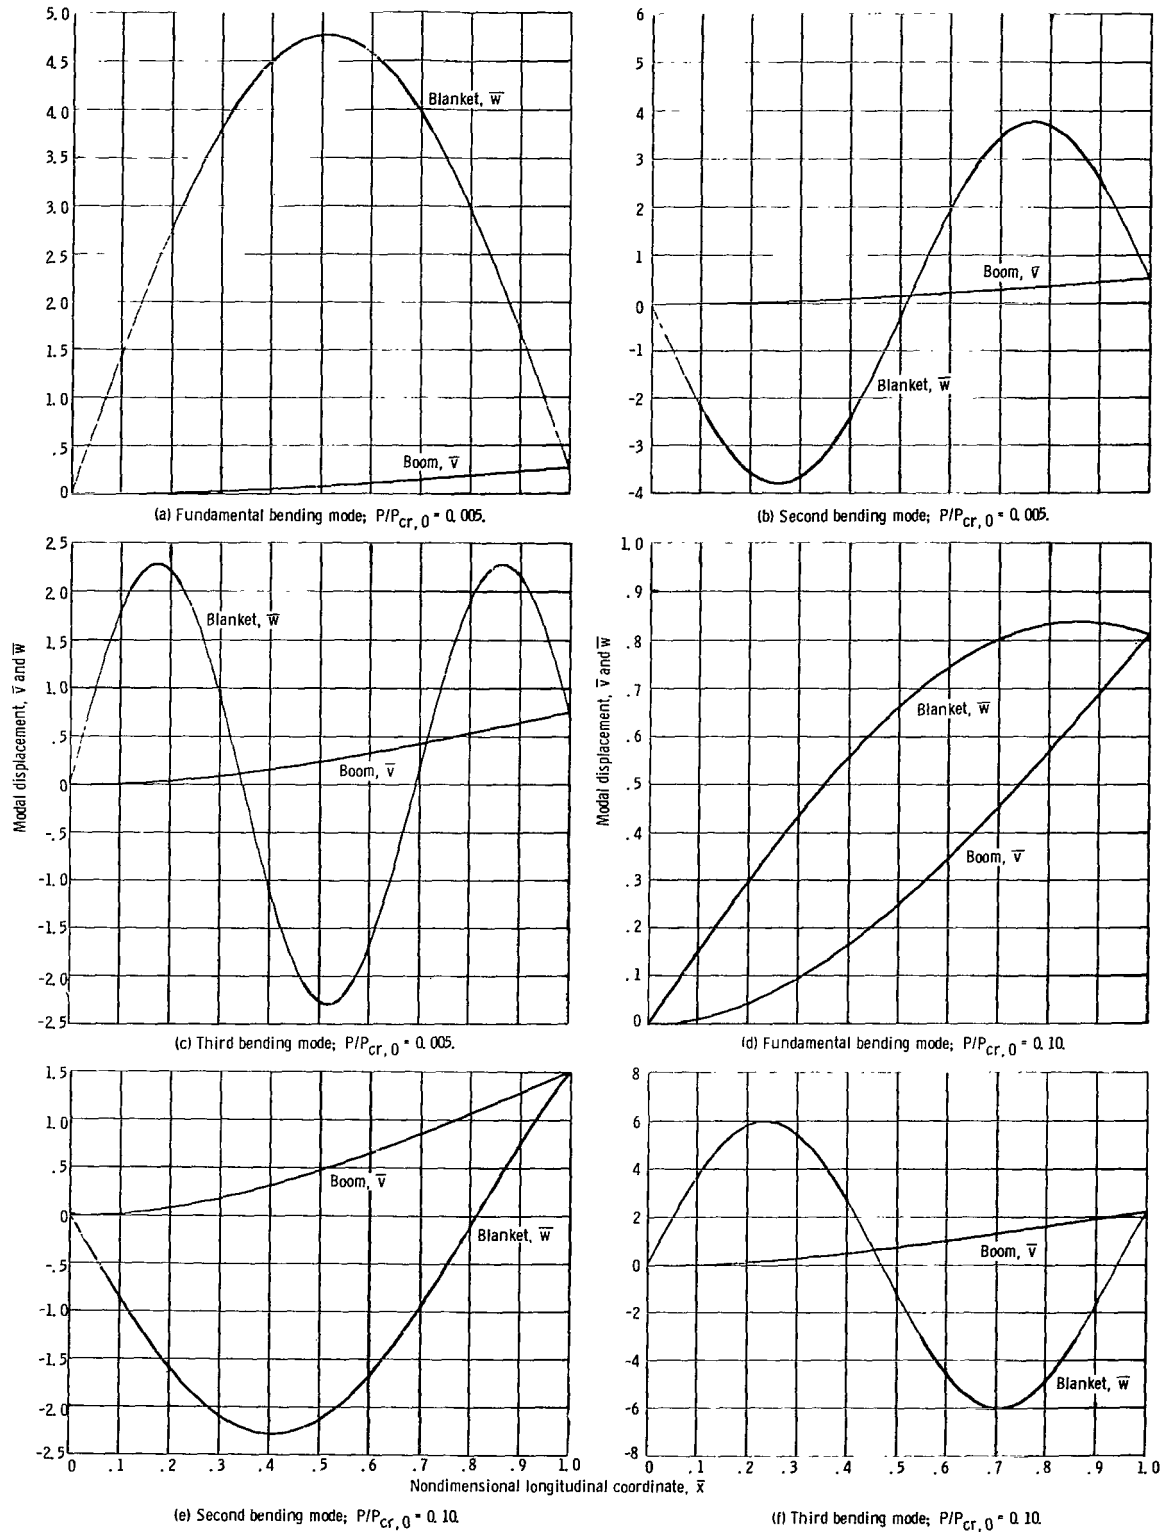 5.0
4.5
4.0
3.5
3.0
2.5
2.0
1.5
1.0
.5
0
Blanket, w̅
Boom, v̅
(a) Fundamental bending mode; P/Pcr, 0 = 0.005.
6
5
4
3
2
1
0
-1
-2
-3
-4
Boom, v̅
Blanket, w̅
(b) Second bending mode; P/Pcr, 0 = 0.005.
Modal displacement, v̅ and w̅
2.5
2.0
1.5
1.0
.5
0
-.5
-1.0
-1.5
-2.0
-2.5
Blanket, w̅
Boom, v̅
(c) Third bending mode; P/Pcr, 0 = 0.005.
Modal displacement, v̅ and w̅
1.0
.9
.8
.7
.6
.5
.4
.3
.2
.1
0
Blanket, w̅
Boom, v̅
(d) Fundamental bending mode; P/Pcr, 0 = 0.10.
1.5
1.0
.5
0
-.5
-1.0
-1.5
-2.0
-2.5
Boom, v̅
Blanket, w̅
0 .1 .2 .3 .4 .5 .6 .7 .8 .9 1.0
8
6
4
2
0
-2
-4
-6
-8
Boom, v̅
Blanket, w̅
0 .1 .2 .3 .4 .5 .6 .7 .8 .9 1.0
Nondimensional longitudinal coordinate, x̅
(e) Second bending mode; P/Pcr, 0 = 0.10.
(f) Third bending mode; P/Pcr, 0 = 0.10.